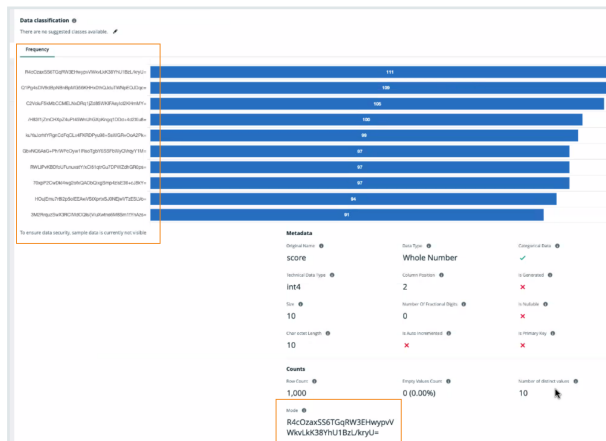 Data classification
There are no suggested classes available.
Frequency
R4cOzaxSS6TGqRW3EHwypvVWkvLkK38YhU1BzL/kryU=
111
109
105
100
99
97
97
97
94
91
To ensure data security, sample data is currently not visible
Metadata
Original Name
Data Type
Categorical Data
score
Whole Number
Technical Data Type
Column Position
Is Generated
int4
2
Size
Number Of Fractional Digits
Is Nullable
10
0
Character Length
Is Auto Incremented
Is Primary Key
10
Counts
Row Count
Empty Values Count
Number of distinct values
1,000
0 (0.00%)
10
Mode
R4cOzaxSS6TGqRW3EHwypvV
WkvLkK38YhU1BzL/kryU=